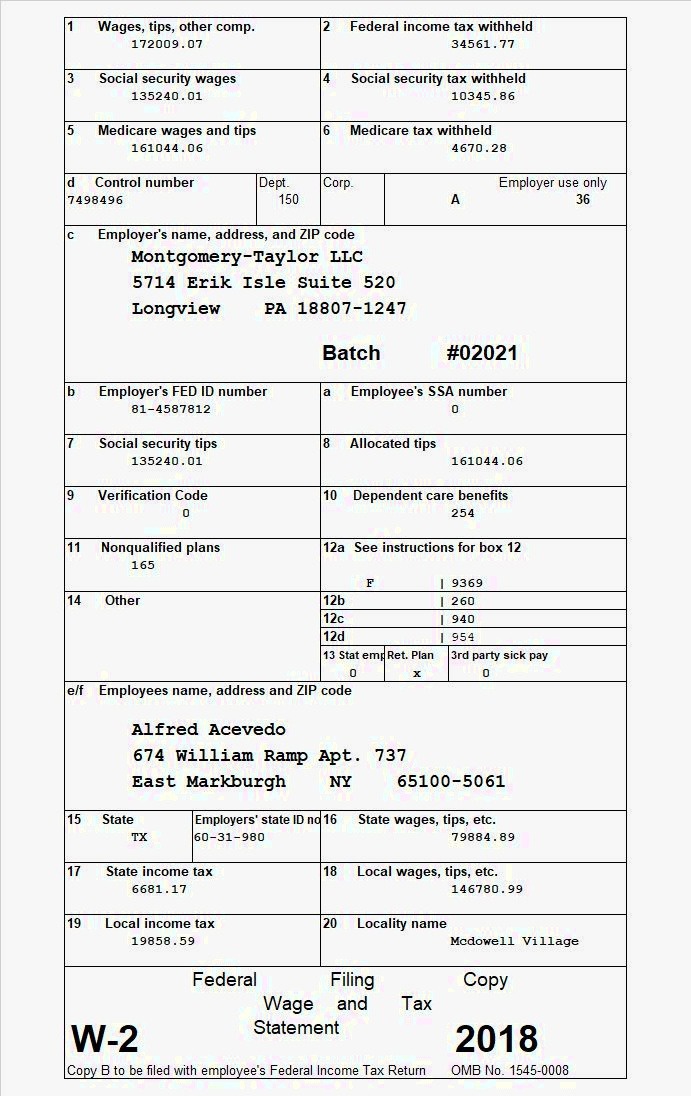 1 Wages, tips, other comp. 2 Federal income tax withheld
172009.07 34561.77
3 Social security wages 4 Social security tax withheld
135240.01 10345.86
5 Medicare wages and tips 6 Medicare tax withheld
161044.06 4670.28
d Control number Dept. Corp. Employer use only
7498496 150 A 36
c Employer's name, address, and ZIP code
Montgomery-Taylor LLC
5714 Erik Isle Suite 520
Longview PA 18807-1247
Batch #02021
b Employer's FED ID number a Employee's SSA number
81-4587812 0
7 Social security tips 8 Allocated tips
135240.01 161044.06
9 Verification Code 10 Dependent care benefits
0 254
11 Nonqualified plans 12a See instructions for box 12
165
F | 9369
14 Other 12b | 260
12c | 940
12d | 954
13 Stat emp Ret. Plan 3rd party sick pay
0 x 0
e/f Employees name, address and ZIP code
Alfred Acevedo
674 William Ramp Apt. 737
East Markburgh NY 65100-5061
15 State Employers' state ID no 16 State wages, tips, etc.
TX 60-31-980 79884.89
17 State income tax 18 Local wages, tips, etc.
6681.17 146780.99
19 Local income tax 20 Locality name
19858.59 Mcdowell Village
Federal Filing Copy
Wage and Tax
Statement
W-2 2018
Copy B to be filed with employee's Federal Income Tax Return OMB No. 1545-0008